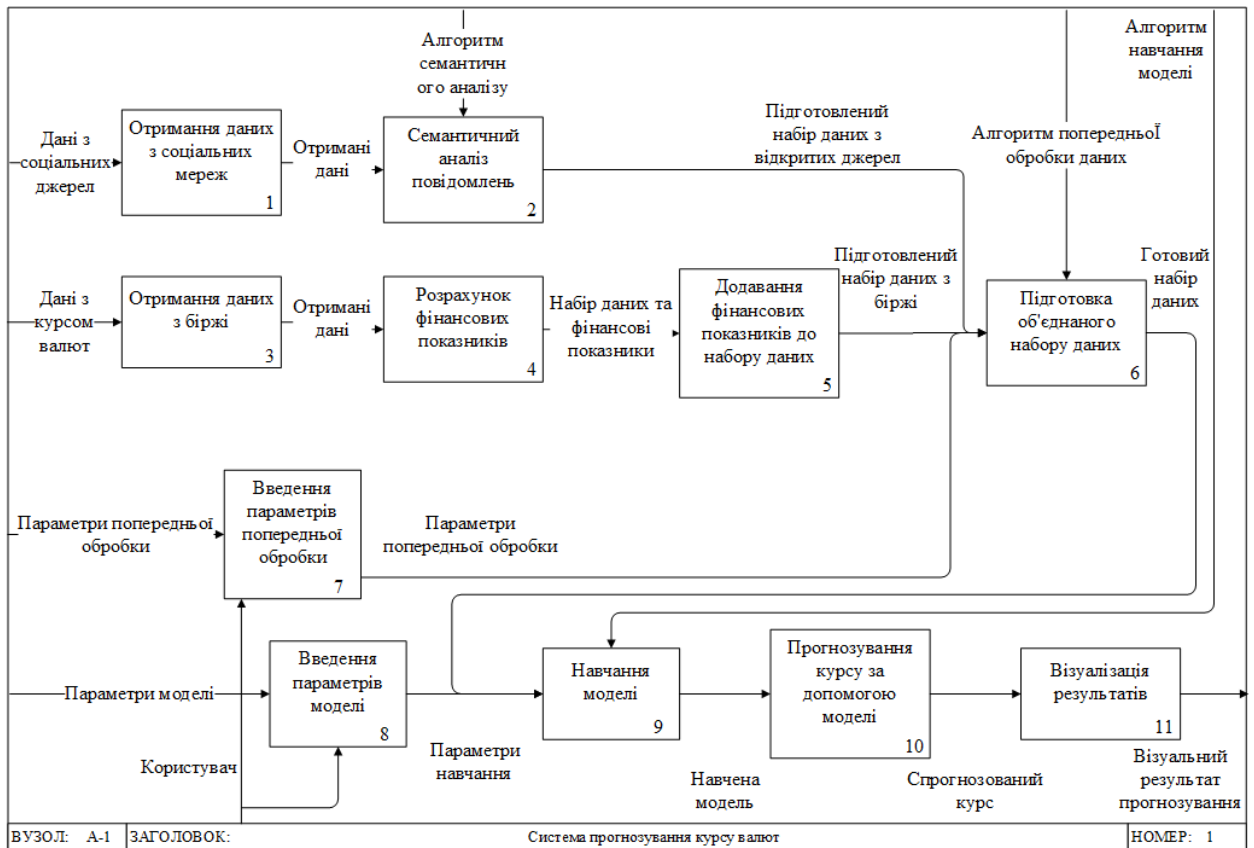 Алгоритм
семантичн
ого аналізу
Алгоритм
навчання
моделі
Дані з
соціальних
джерел
Отримання даних
з соціальних
мереж
1
Отримані
дані
Семантичний
аналіз
повідомлень
2
Підготовлений
набір даних з
відкритих джерел
Алгоритм попередньоЇ
обробки даних
Дані з
курсом
валют
Отримання даних
з біржі
3
Отримані
дані
Розрахунок
фінансових
показників
4
Набір даних та
фінансові
показники
Додавання
фінансових
показників до
набору даних
5
Підготовлений
набір даних з
біржі
Підготовка
об'єднаного
набору даних
6
Готовий
набір
даних
Параметри попередньої
обробки
Введення
параметрів
попередньої
обробки
7
Параметри
попередньої обробки
Параметри моделі
Введення
параметрів
моделі
8
Параметри
навчання
Навчання
моделі
9
Навчена
модель
Прогнозування
курсу за
допомогою
моделі
10
Спрогнозований
курс
Візуалізація
результатів
11
Візуальний
результат
прогнозування
Користувач
ВУЗОЛ: А-1
ЗАГОЛОВОК:
Система прогнозування курсу валют
НОМЕР: 1